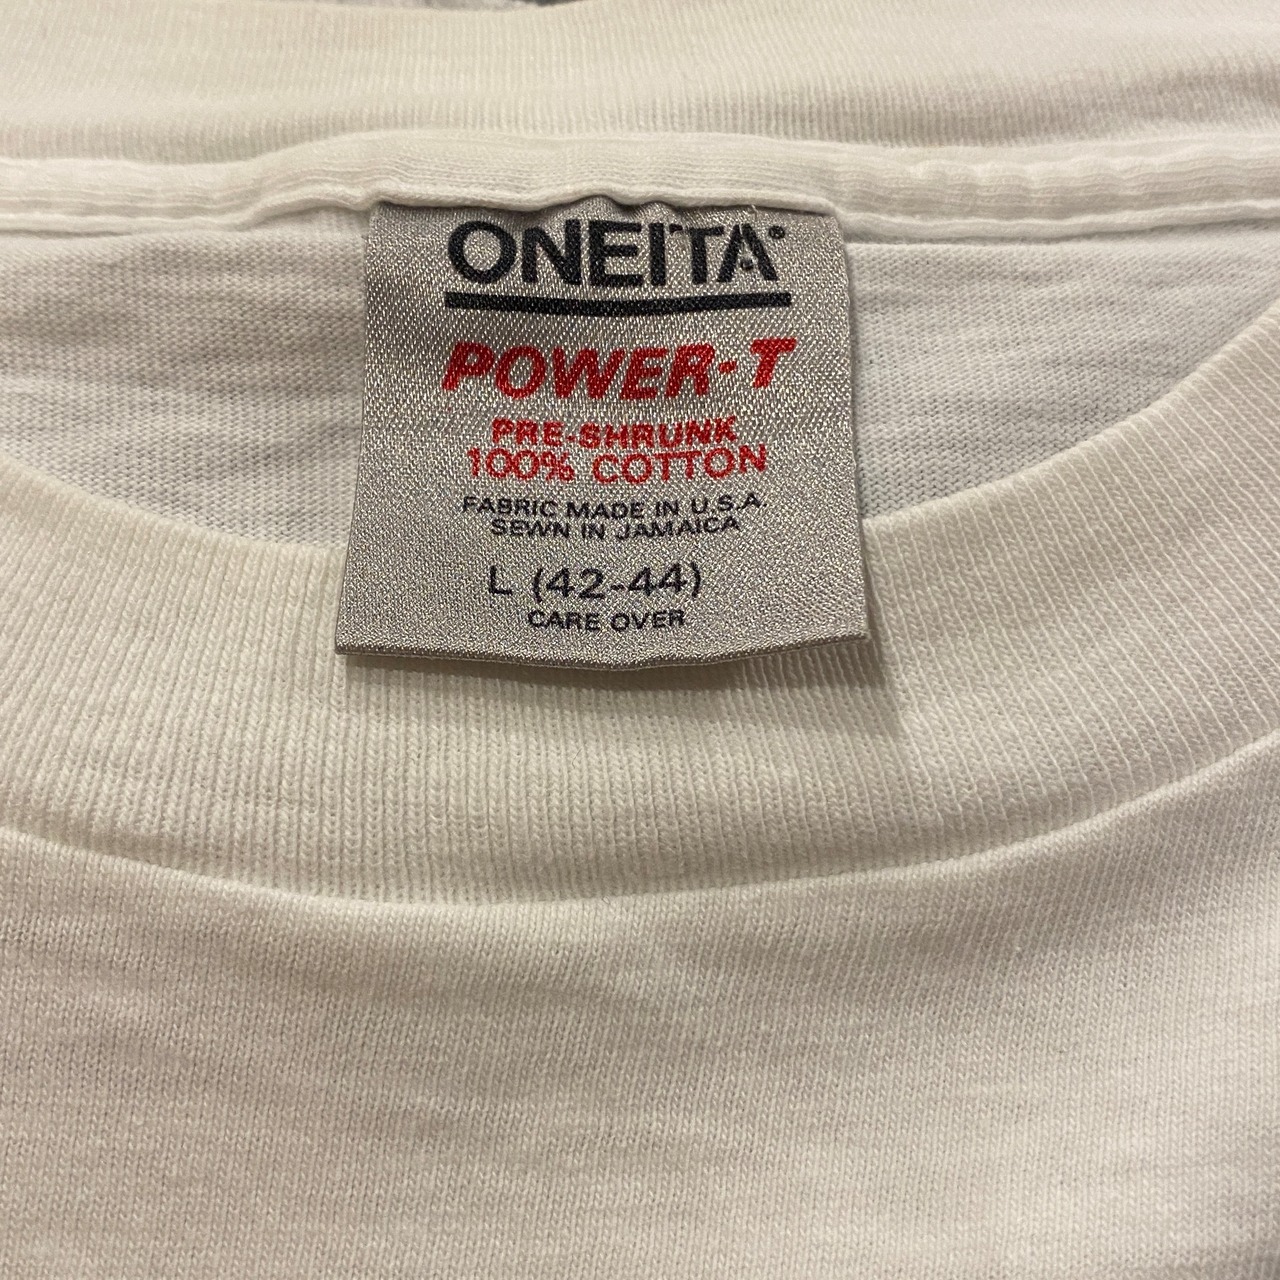 ONEITA
POWER-T
PRE-SHRUNK
100% COTTON
FABRIC MADE IN U.S.A.
SEWN IN JAMAICA
L (42-44)
CARE OVER